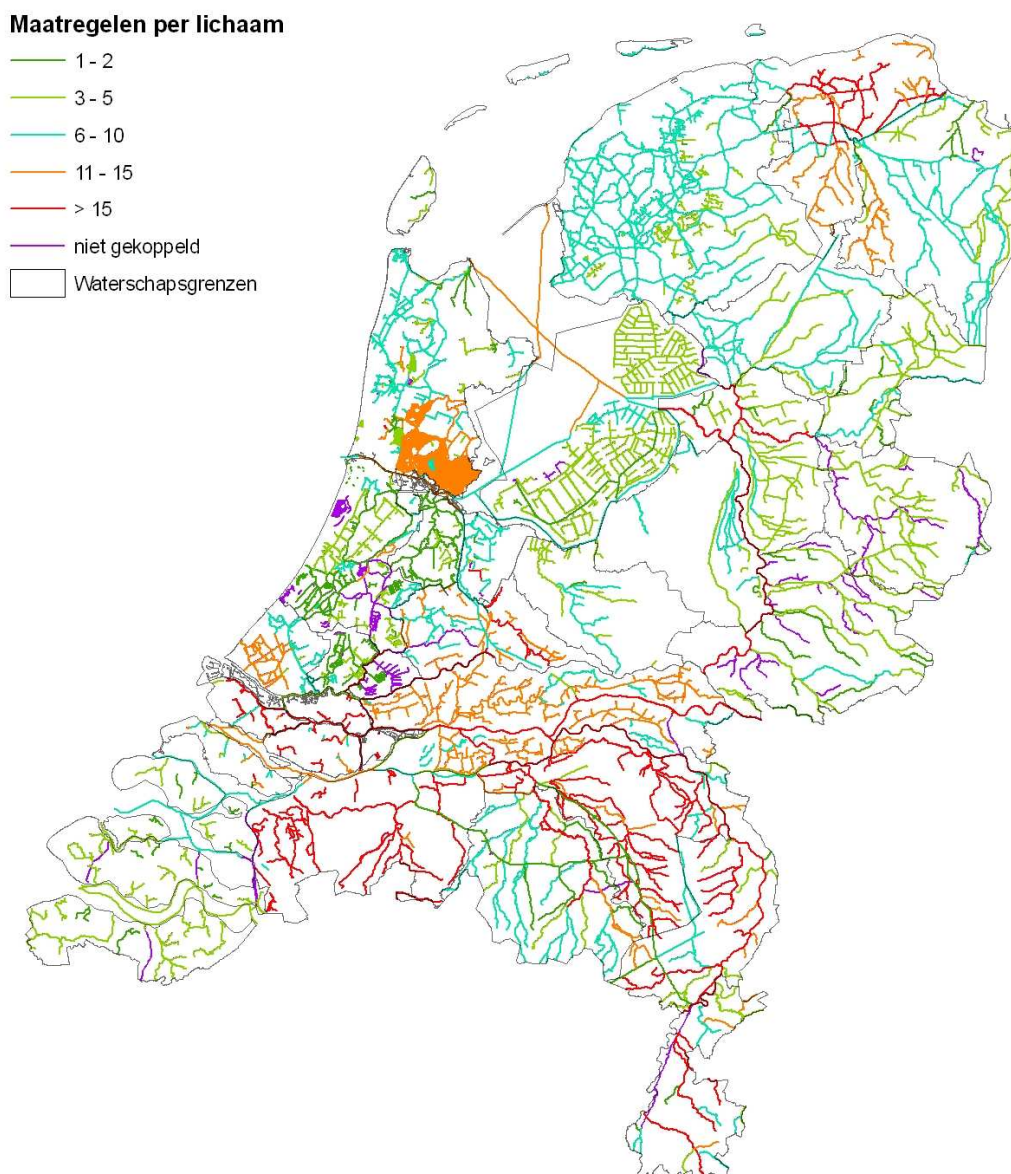 Maatregelen per lichaam
1 - 2
3 - 5
6 - 10
11 - 15
> 15
niet gekoppeld
Waterschapsgrenzen